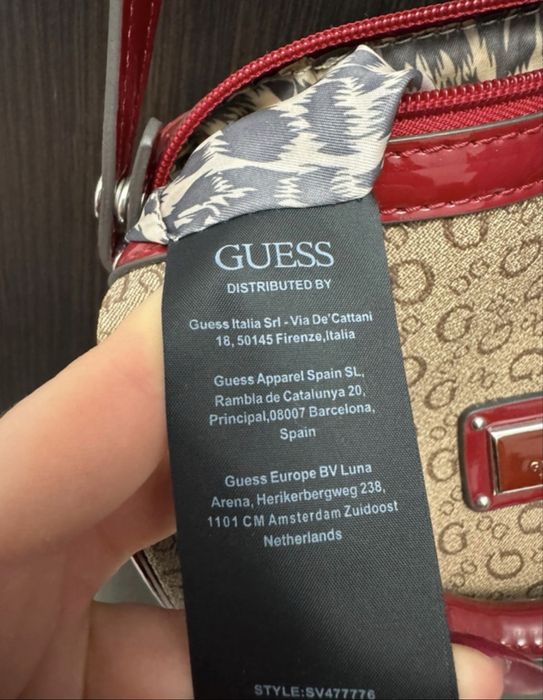 GUESS
DISTRIBUTED BY
Guess Italia Srl - Via De'Cattani
18, 50145 Firenze,Italia
Guess Apparel Spain SL,
Rambla de Catalunya 20,
Principal,08007 Barcelona,
Spain
Guess Europe BV Luna
Arena, Herikerbergweg 238,
1101 CM Amsterdam Zuidoost
Netherlands
STYLE:SV477776